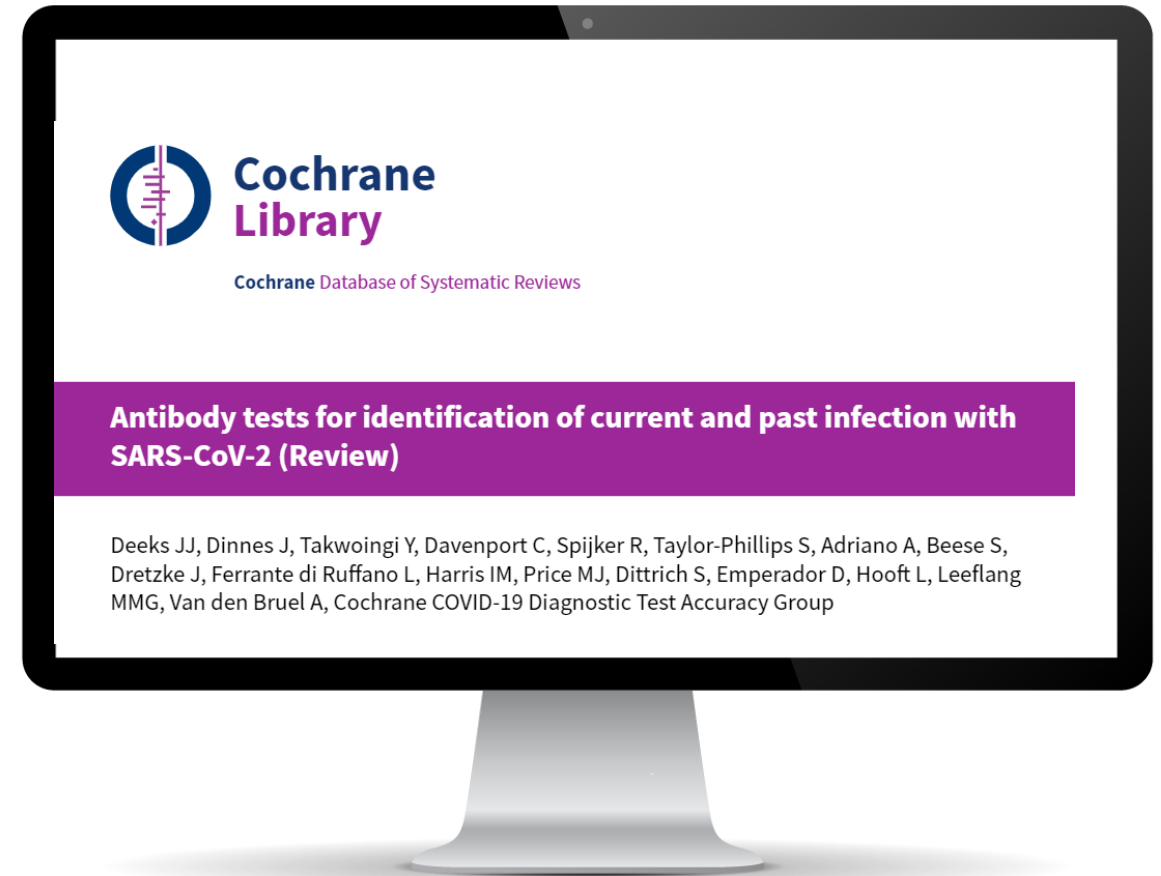 Cochrane
Library
Cochrane Database of Systematic Reviews
Antibody tests for identification of current and past infection with
SARS-CoV-2 (Review)
Deeks JJ, Dinnes J, Takwoingi Y, Davenport C, Spijker R, Taylor-Phillips S, Adriano A, Beese S,
Dretzke J, Ferrante di Ruffano L, Harris IM, Price MJ, Dittrich S, Emperador D, Hooft L, Leeflang
MMG, Van den Bruel A, Cochrane COVID-19 Diagnostic Test Accuracy Group